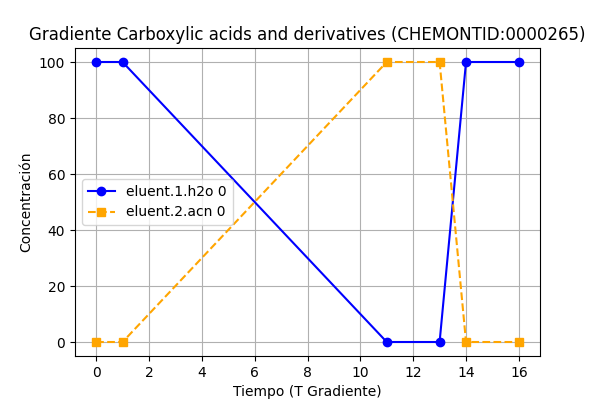 Gradiente Carboxylic acids and derivatives (CHEMONTID:0000265)
100
80
60
40
20
0
Concentración
eluent.1.h2o 0
eluent.2.acn 0
0 2 4 6 8 10 12 14 16
Tiempo (T Gradiente)